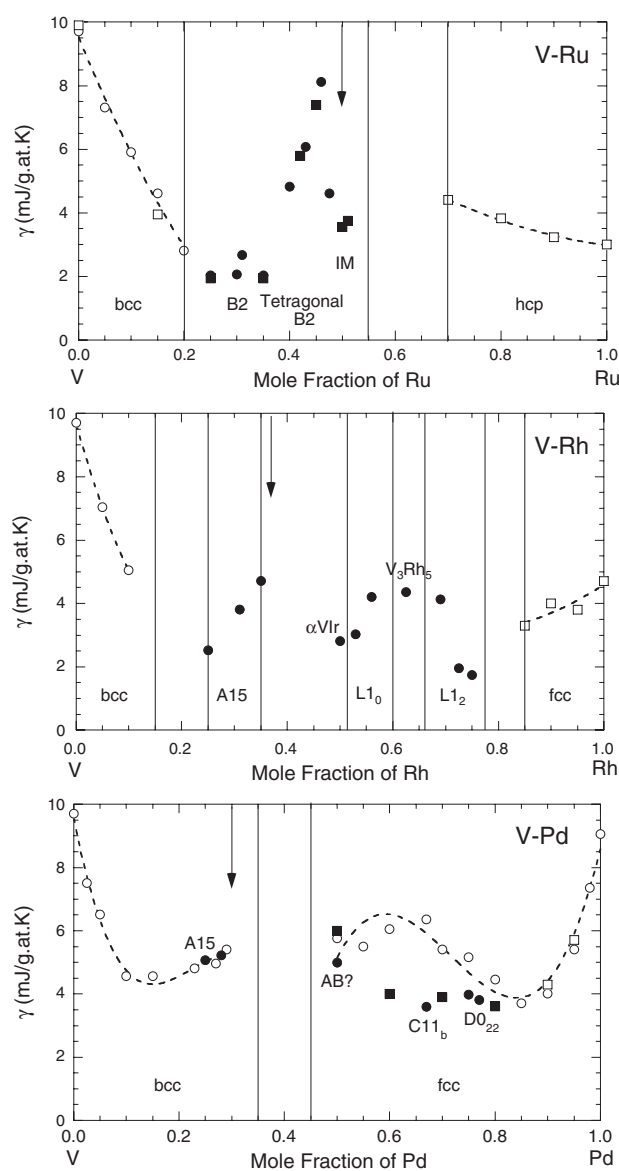 10
V-Ru
8
6
4
IM
2
bcc
B2
Tetragonal
B2
hcp
0
γ (mJ/g.at.K)
0.0 0.2 0.4 0.6 0.8 1.0
V
Mole Fraction of Ru
Ru
10
V-Rh
8
6
V₃Rh₅
4
αVIr
2
bcc
A15
L1₀
L1₂
fcc
0
γ (mJ/g.at.K)
0.0 0.2 0.4 0.6 0.8 1.0
V
Mole Fraction of Rh
Rh
10
V-Pd
8
6
A15
AB?
4
C11b
D0₂₂
2
bcc
fcc
0
γ (mJ/g.at.K)
0.0 0.2 0.4 0.6 0.8 1.0
V
Mole Fraction of Pd
Pd